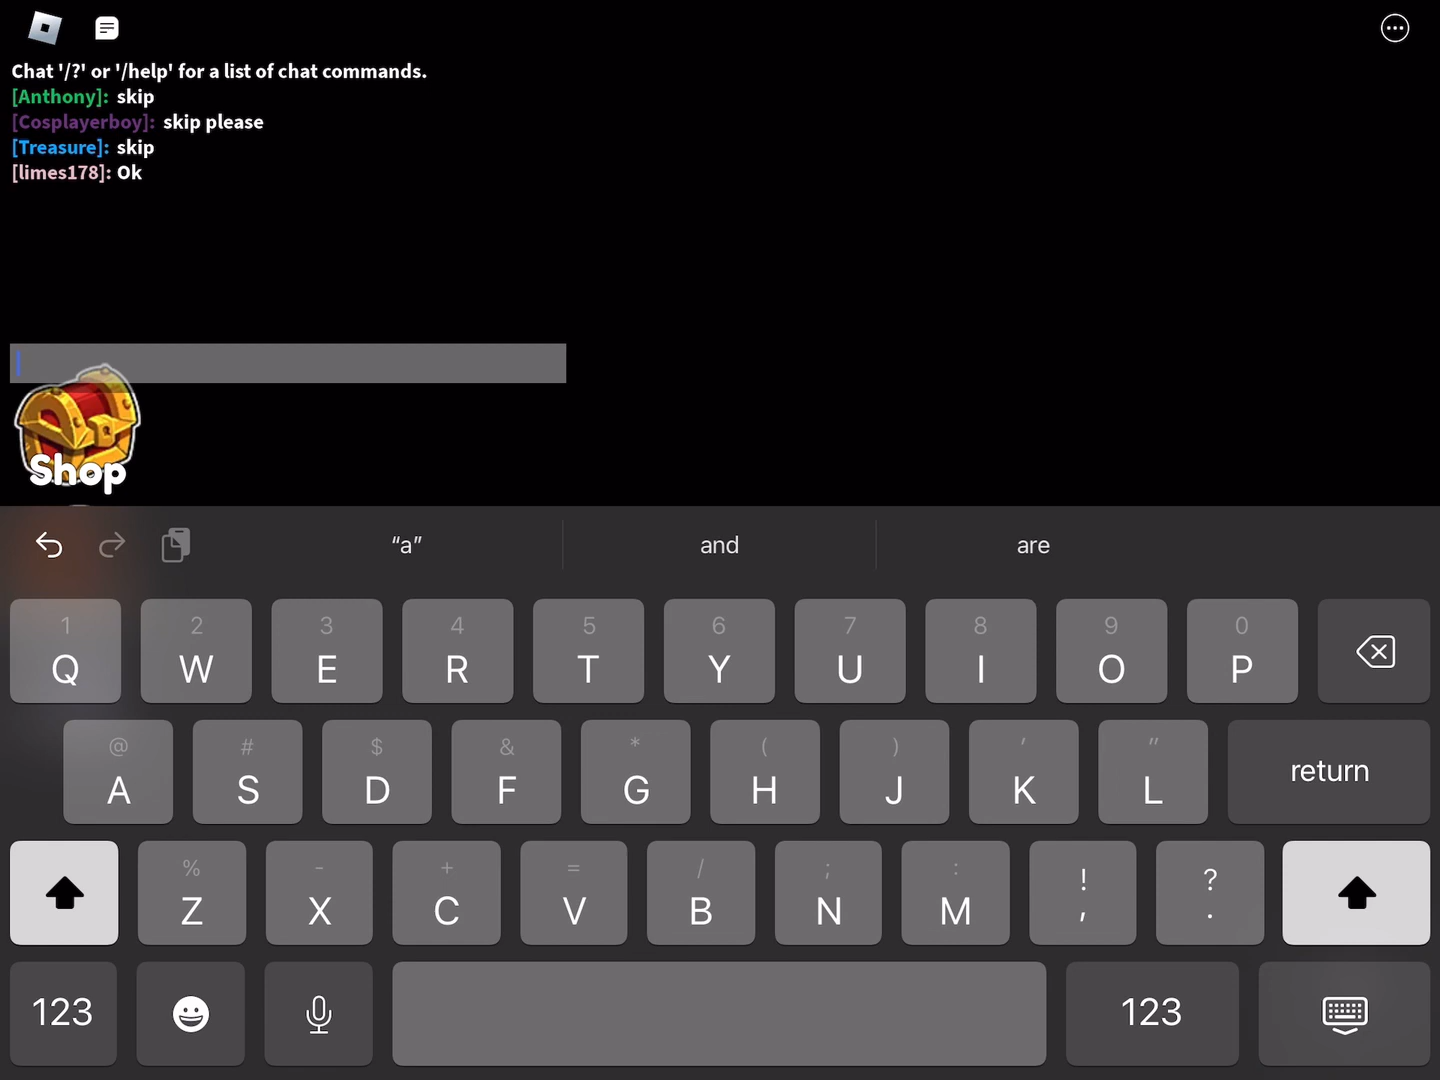 Chat '/?' or '/help' for a list of chat commands.
[Anthony]: skip
[Cosplayerboy]: skip please
[Treasure]: skip
[limes178]: Ok
Shop
“a” and are
1 2 3 4 5 6 7 8 9 0
Q W E R T Y U I O P
@ # $ & * ( ) ' "
A S D F G H J K L return
% - + = / ; : ! ?
Z X C V B N M , .
123 123